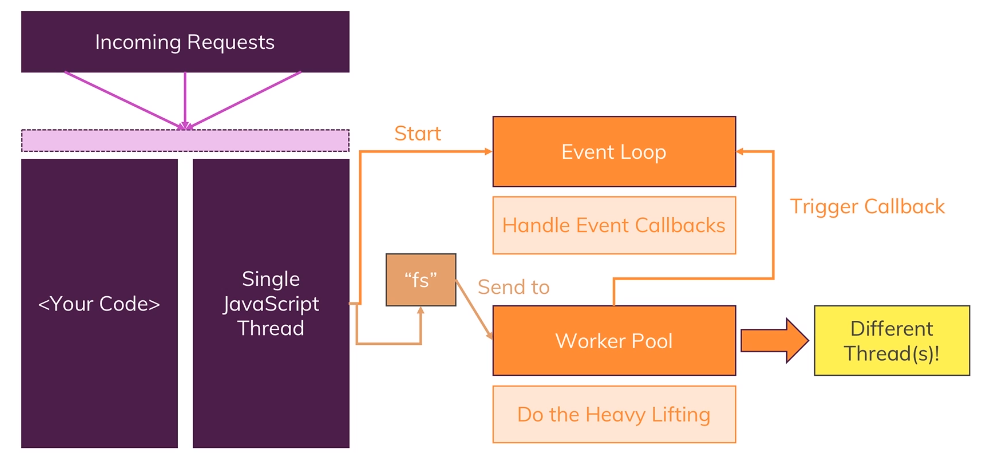 Incoming Requests
Start
Event Loop
Trigger Callback
Handle Event Callbacks
<Your Code>
Single
JavaScript
Thread
“fs”
Send to
Worker Pool
Different
Thread(s)!
Do the Heavy Lifting